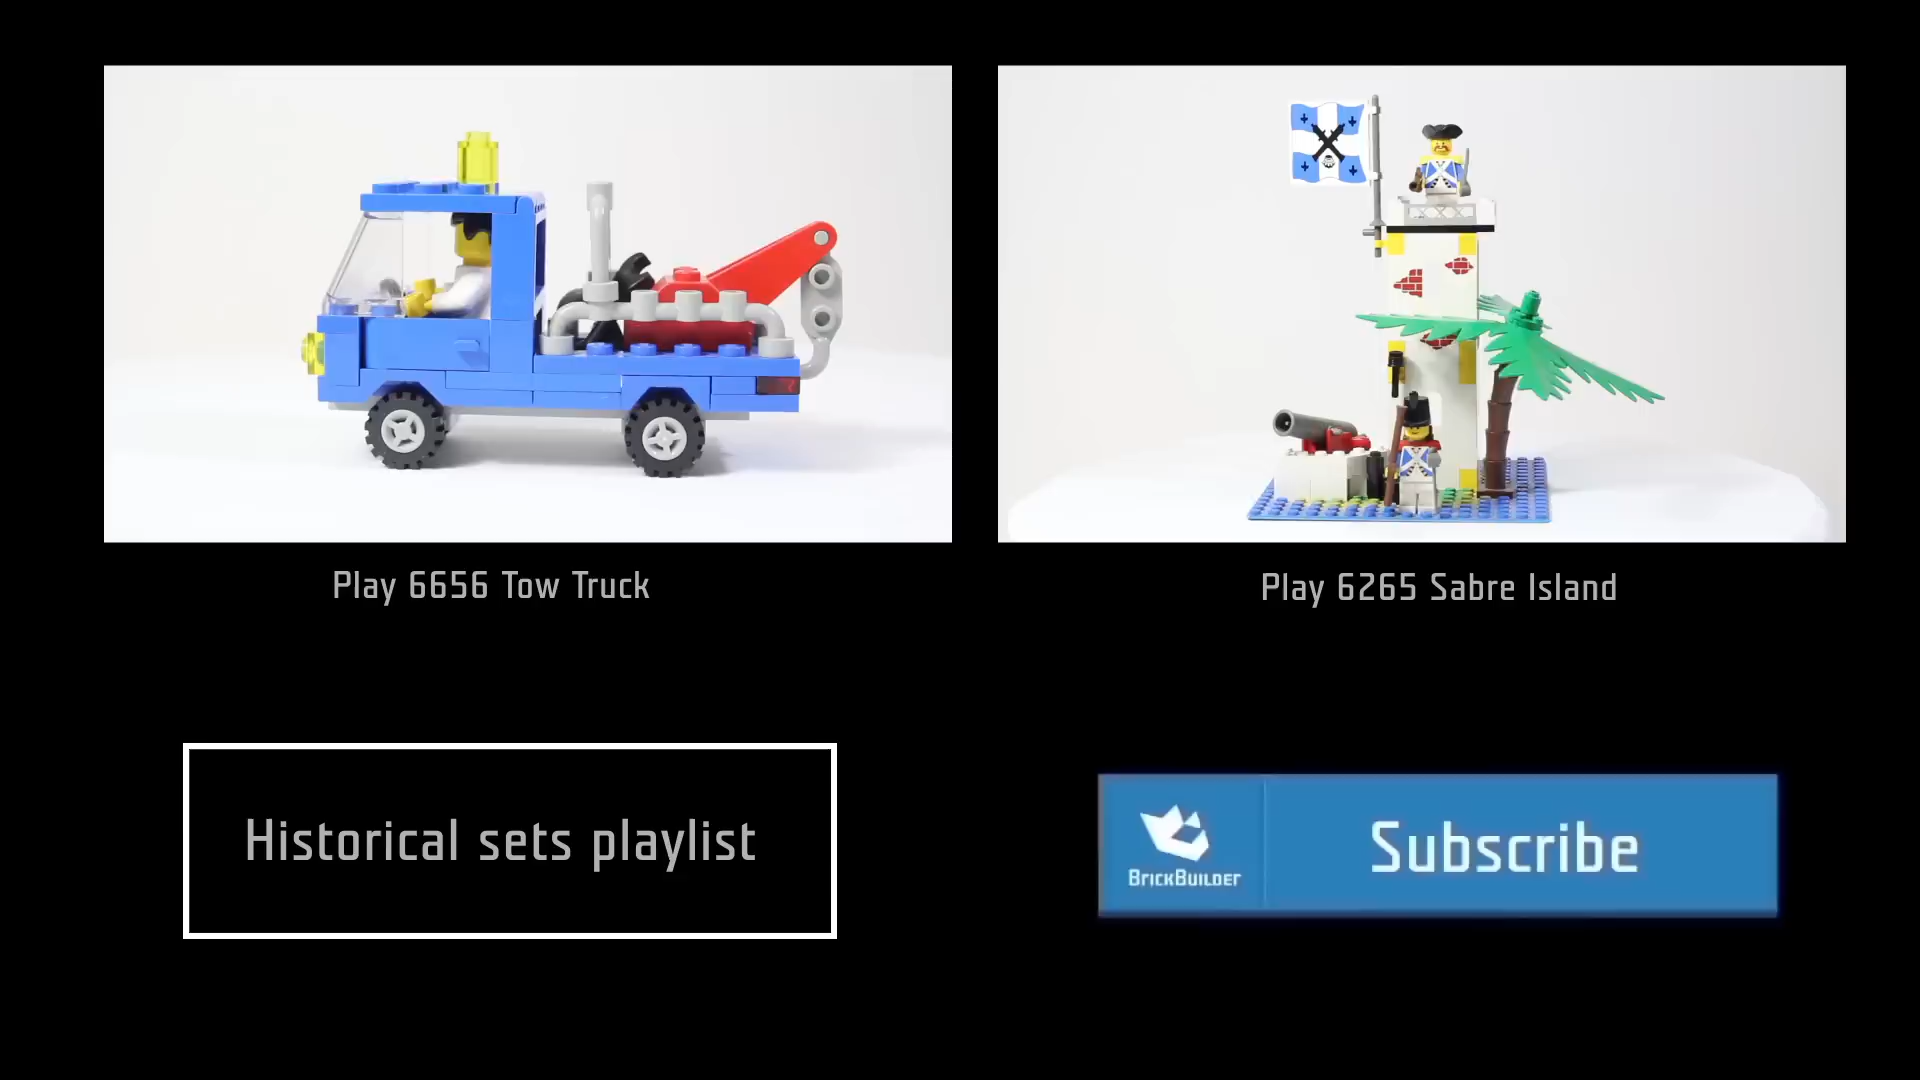 Play 6656 Tow Truck
Play 6265 Sabre Island
Historical sets playlist
BrickBuilder
Subscribe